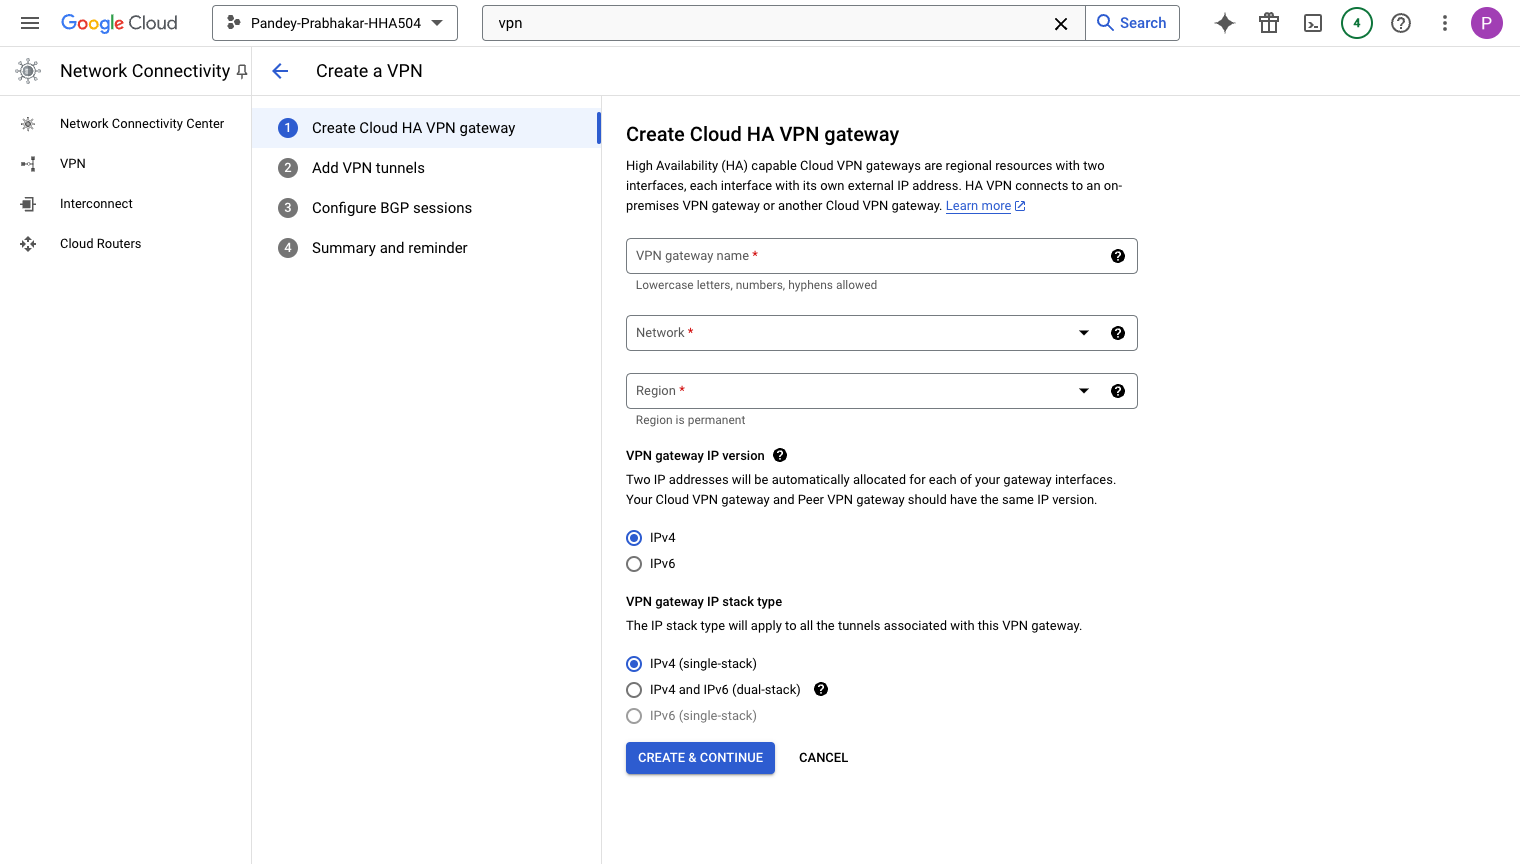 Google Cloud
Pandey-Prabhakar-HHA504
vpn
Search
4
P
Network Connectivity
Create a VPN
Network Connectivity Center
VPN
Interconnect
Cloud Routers
1 Create Cloud HA VPN gateway
2 Add VPN tunnels
3 Configure BGP sessions
4 Summary and reminder
Create Cloud HA VPN gateway
High Availability (HA) capable Cloud VPN gateways are regional resources with two
interfaces, each interface with its own external IP address. HA VPN connects to an on-
premises VPN gateway or another Cloud VPN gateway. Learn more
VPN gateway name *
Lowercase letters, numbers, hyphens allowed
Network *
Region *
Region is permanent
VPN gateway IP version
Two IP addresses will be automatically allocated for each of your gateway interfaces.
Your Cloud VPN gateway and Peer VPN gateway should have the same IP version.
IPv4
IPv6
VPN gateway IP stack type
The IP stack type will apply to all the tunnels associated with this VPN gateway.
IPv4 (single-stack)
IPv4 and IPv6 (dual-stack)
IPv6 (single-stack)
CREATE & CONTINUE
CANCEL